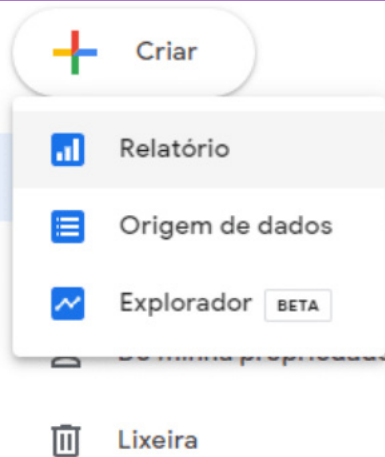 Criar
Relatório
Origem de dados
Explorador BETA
Lixeira